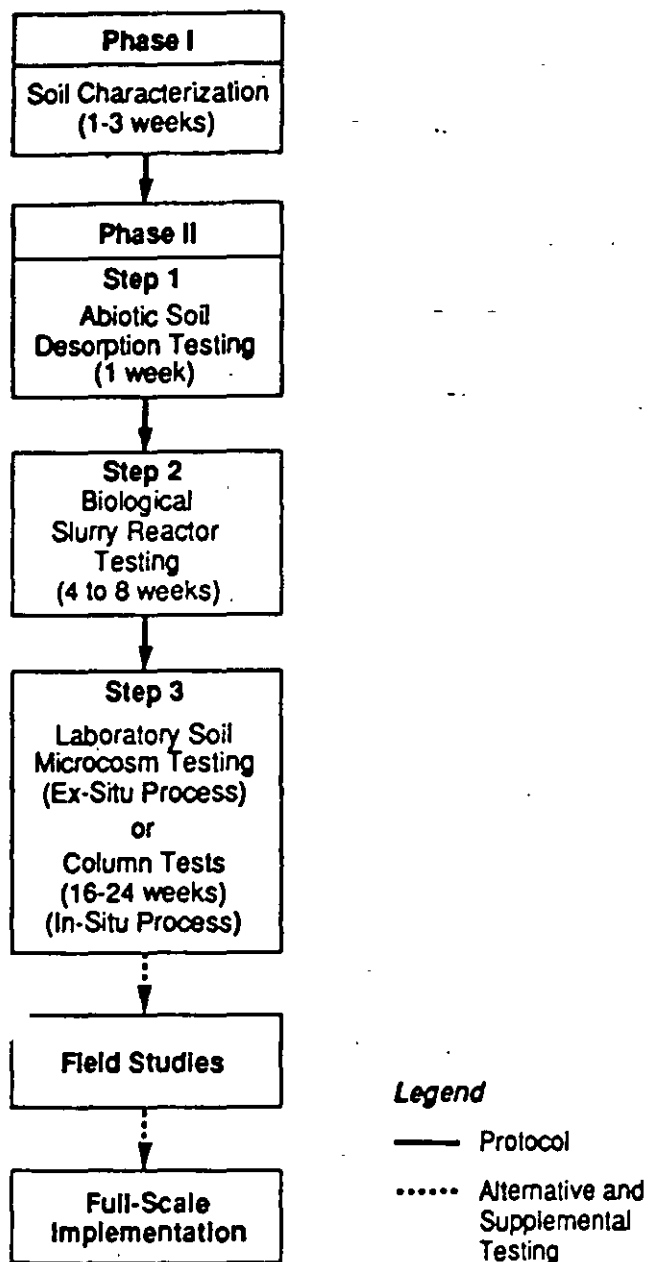 Phase I
Soil Characterization
(1-3 weeks)
Phase II
Step 1
Abiotic Soil
Desorption Testing
(1 week)
Step 2
Biological
Slurry Reactor
Testing
(4 to 8 weeks)
Step 3
Laboratory Soil
Microcosm Testing
(Ex-Situ Process)
or
Column Tests
(16-24 weeks)
(In-Situ Process)
Field Studies
Full-Scale
Implementation
Legend
Protocol
Alternative and
Supplemental
Testing